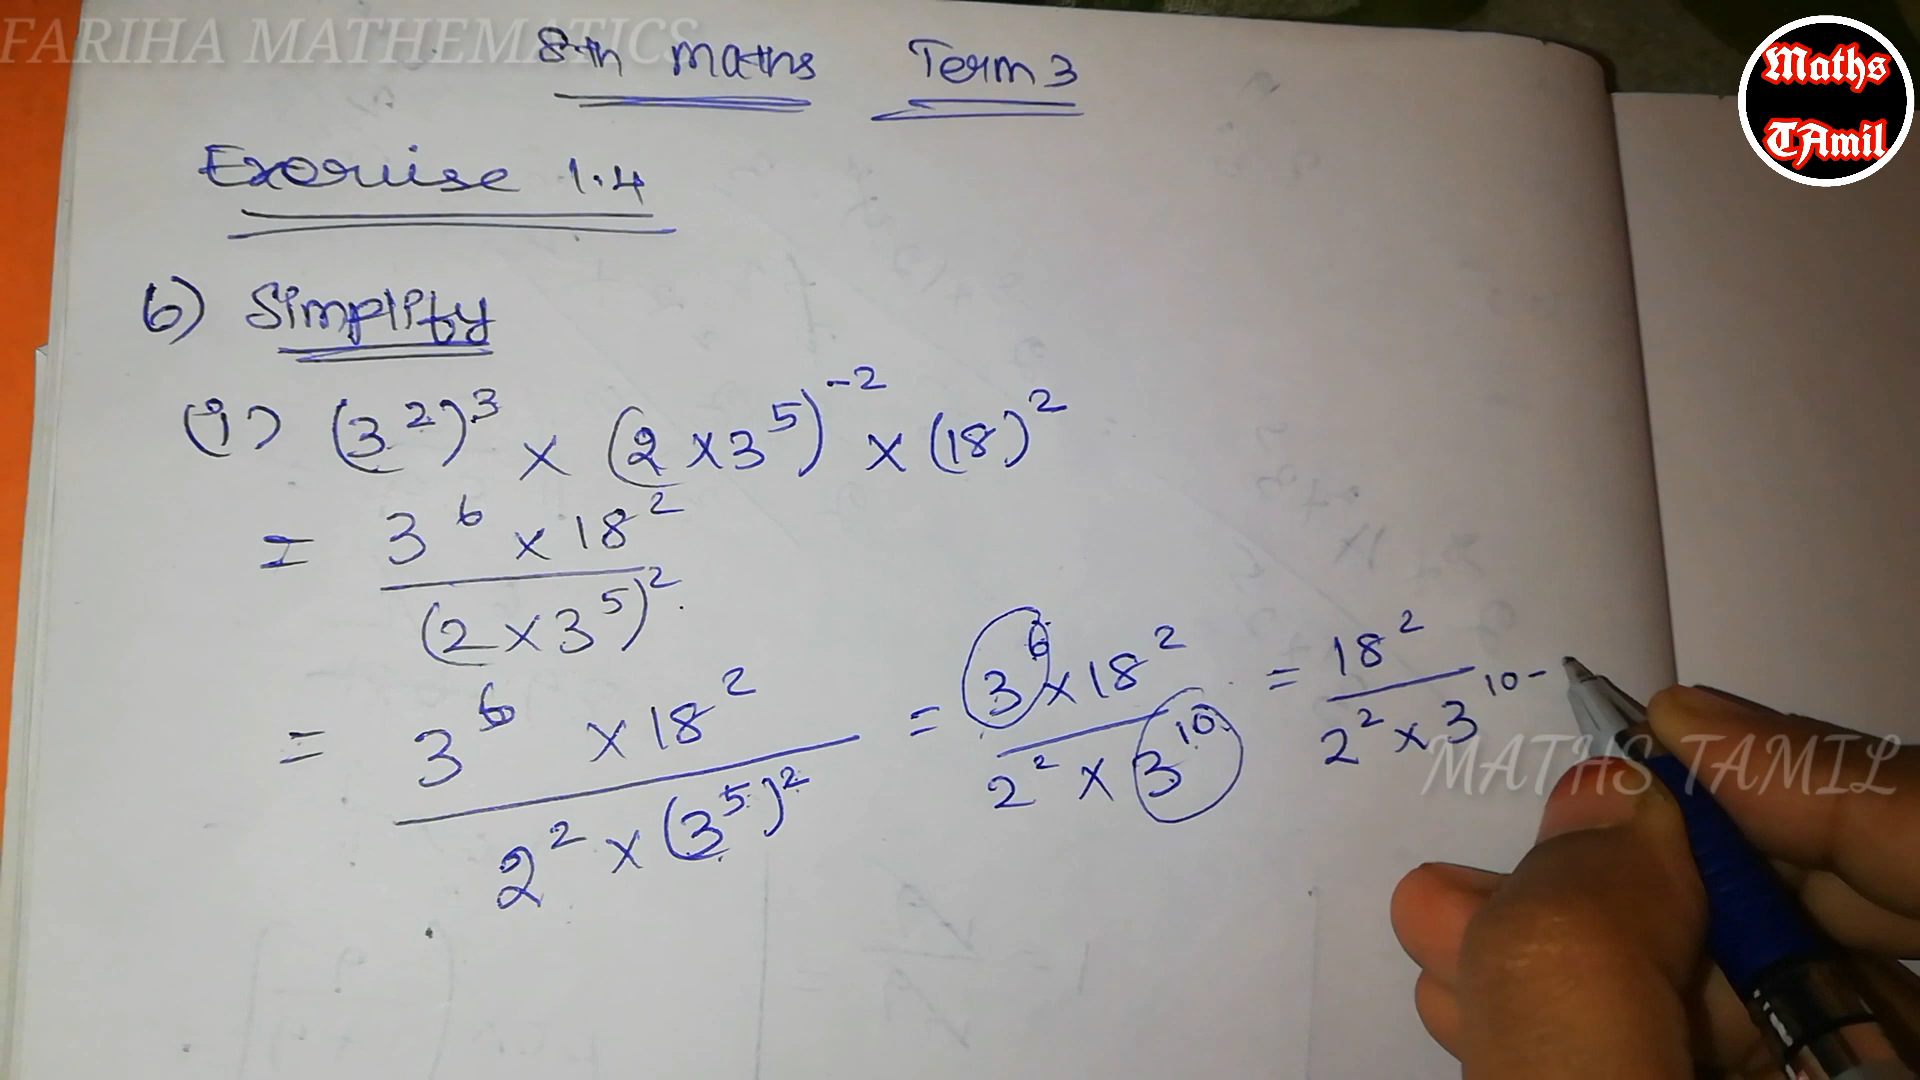 FARIHA MATHEMATICS
8th maths Term 3
Maths
TAmil
Exercise 1.4
6) Simplify
(i) (3²)³ × (2 × 3⁵)⁻² × (18)²
= 3⁶ × 18² / (2 × 3⁵)²
= 3⁶ × 18² / 2² × (3⁵)² = 3⁶ × 18² / 2² × 3¹⁰ = 18² / 2² × 3¹⁰⁻
MATHS TAMIL